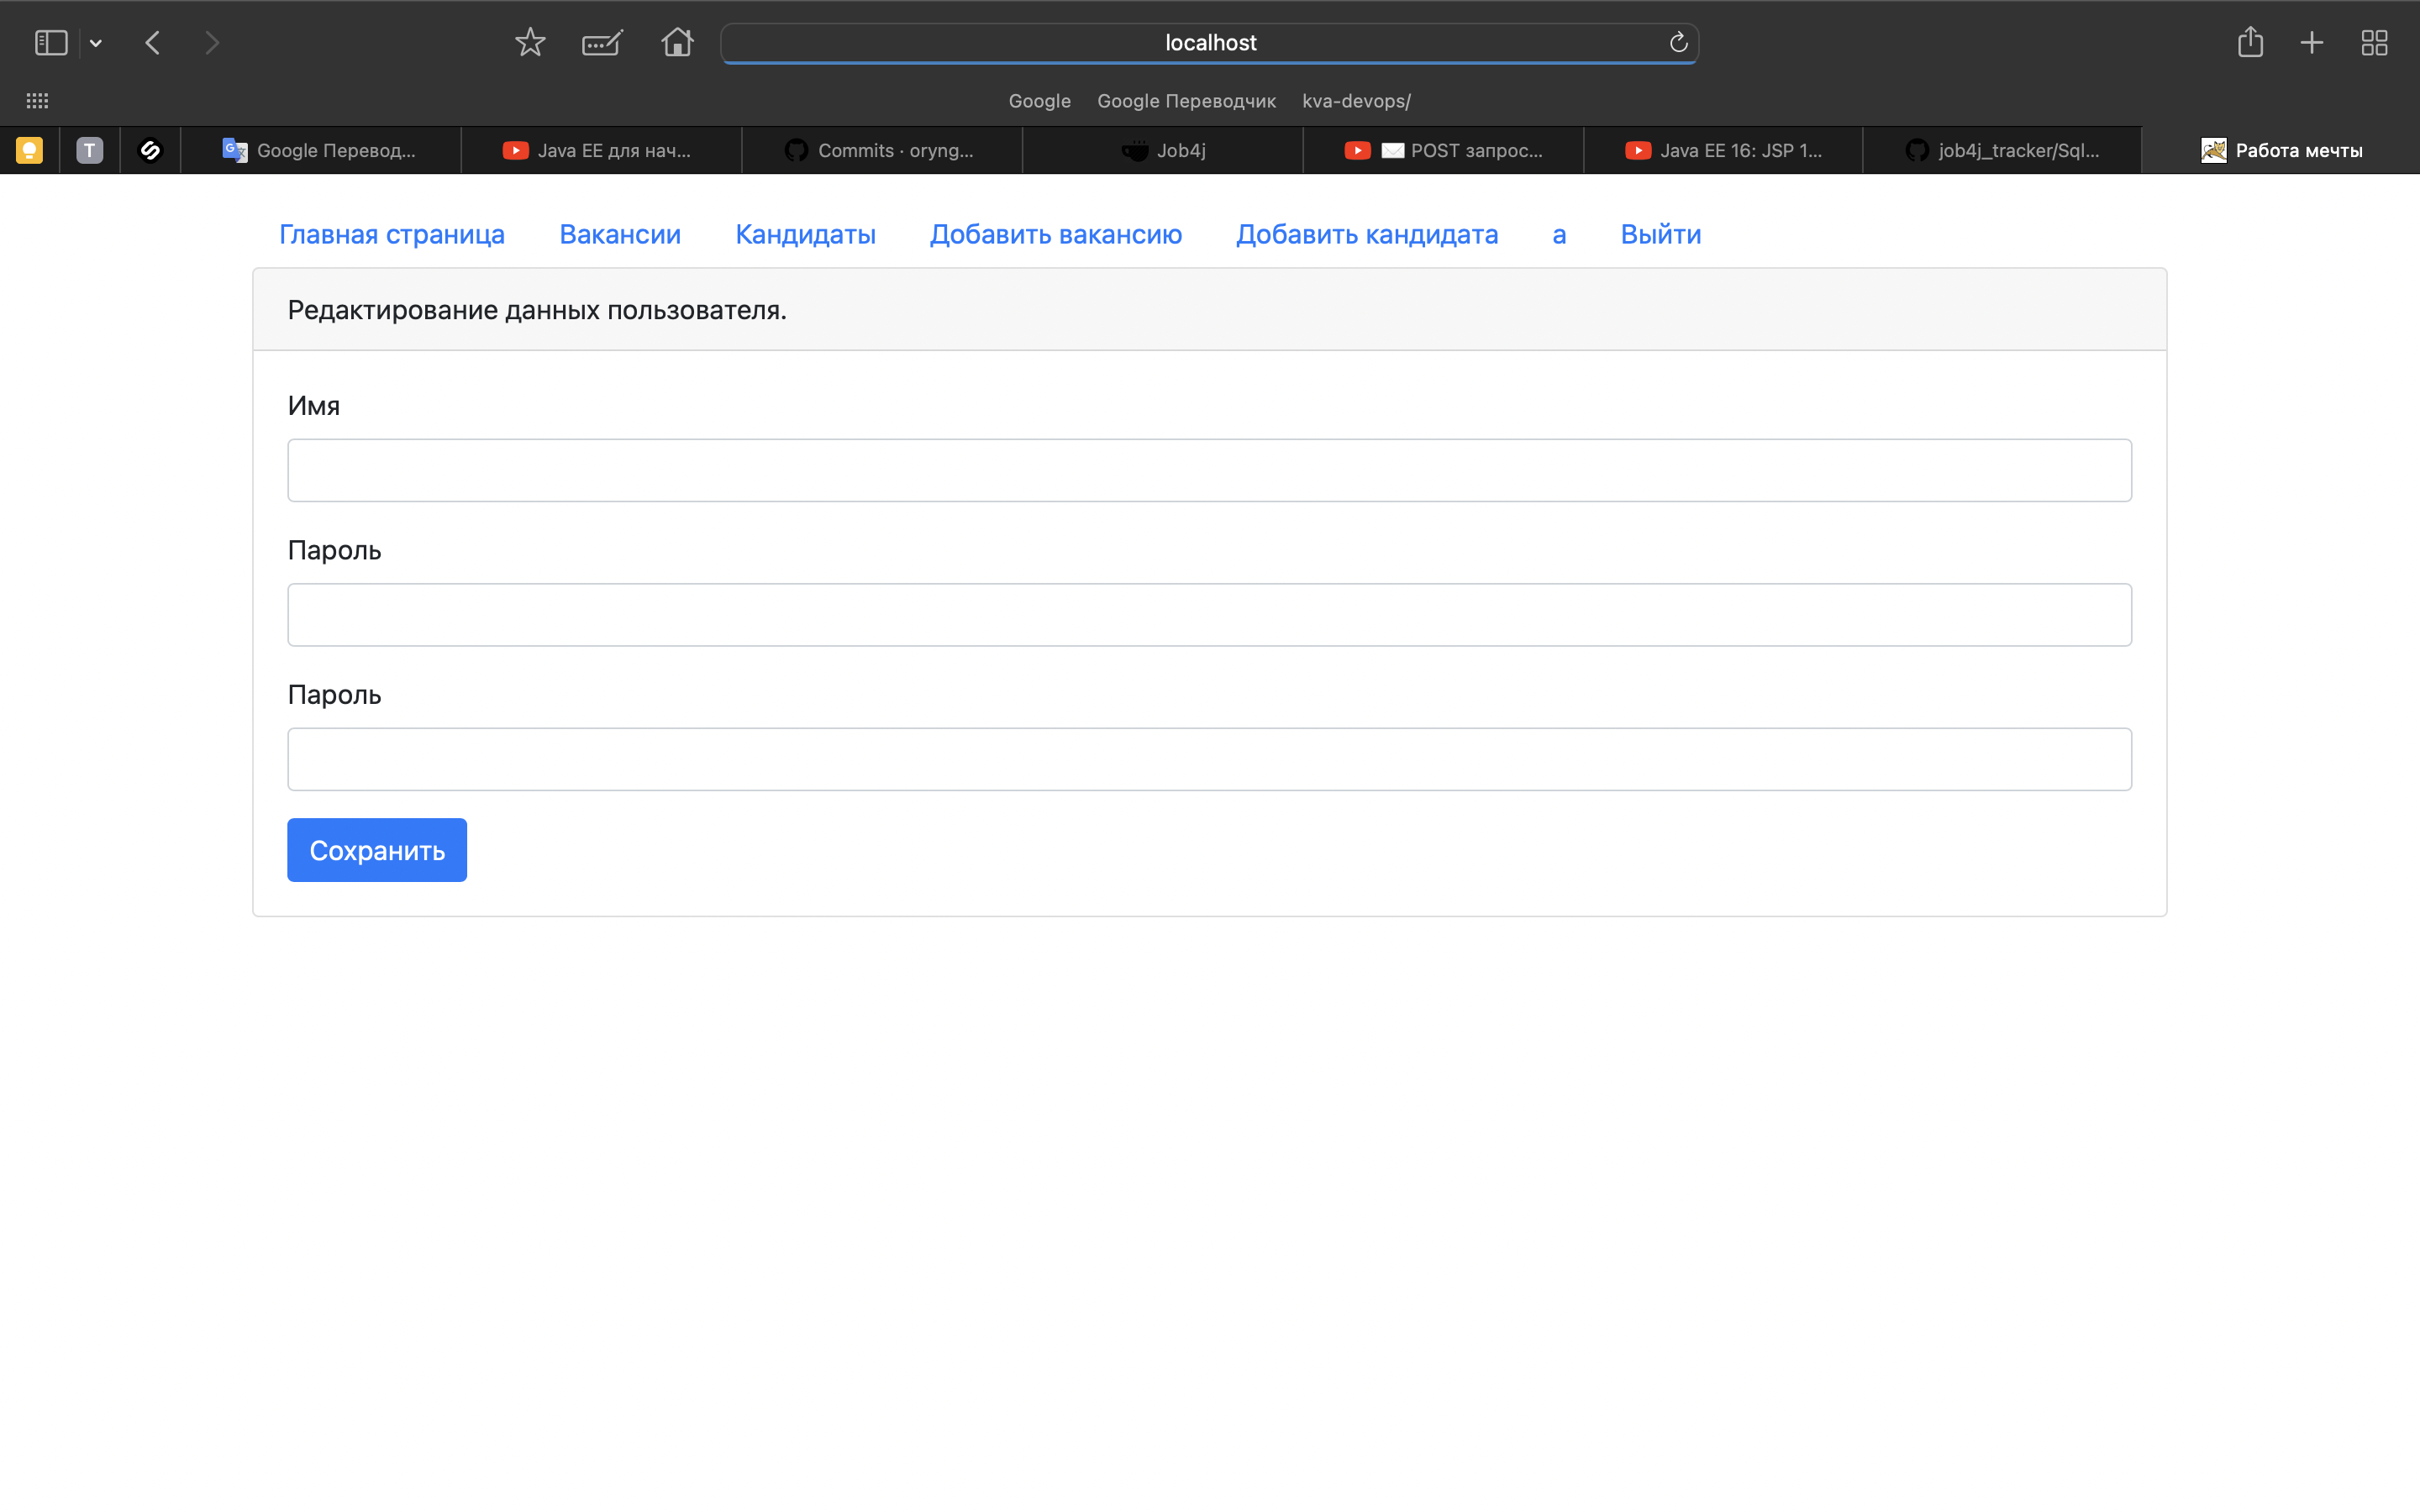 localhost
Google Google Переводчик kva-devops/
T Google Перевод... Java EE для нач... Commits · oryng... Job4j ✉️ POST запрос... Java EE 16: JSP 1... job4j_tracker/Sql... Работа мечты
Главная страница Вакансии Кандидаты Добавить вакансию Добавить кандидата а Выйти
Редактирование данных пользователя.
Имя
Пароль
Пароль
Сохранить